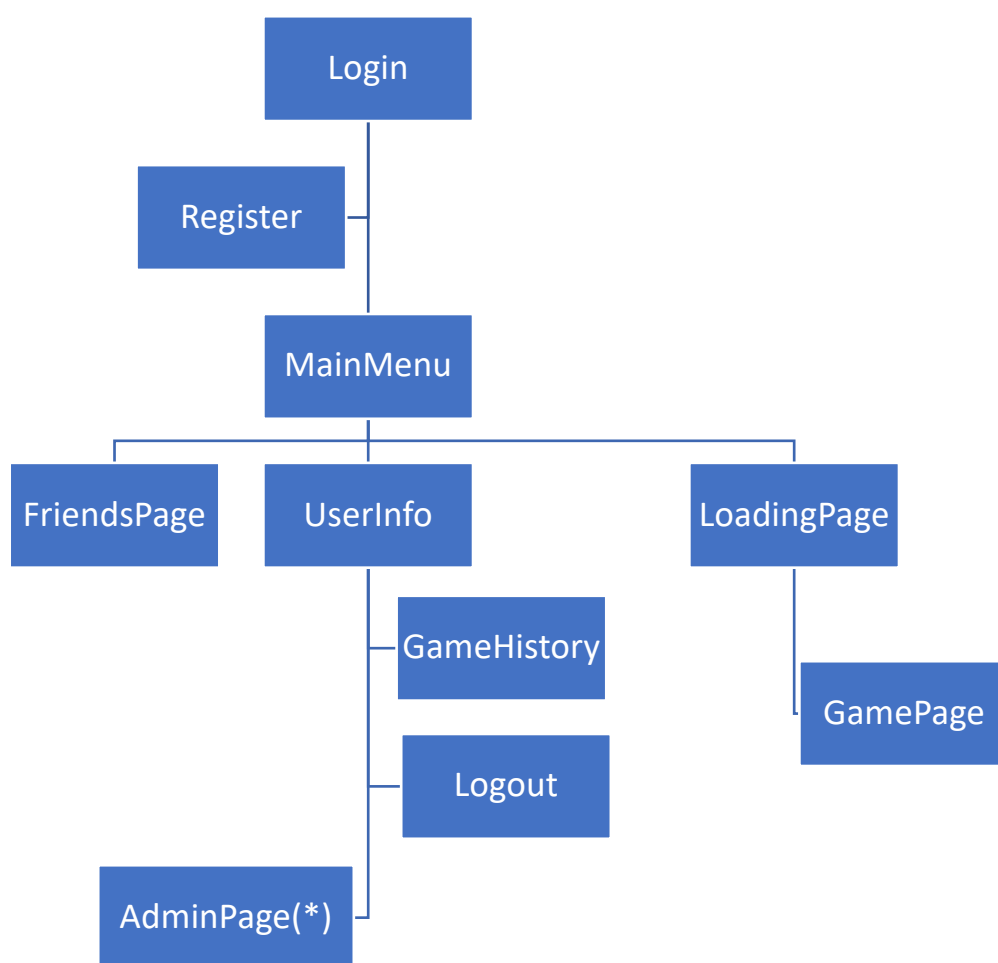 Login
Register
MainMenu
FriendsPage
UserInfo
LoadingPage
GameHistory
GamePage
Logout
AdminPage(*)